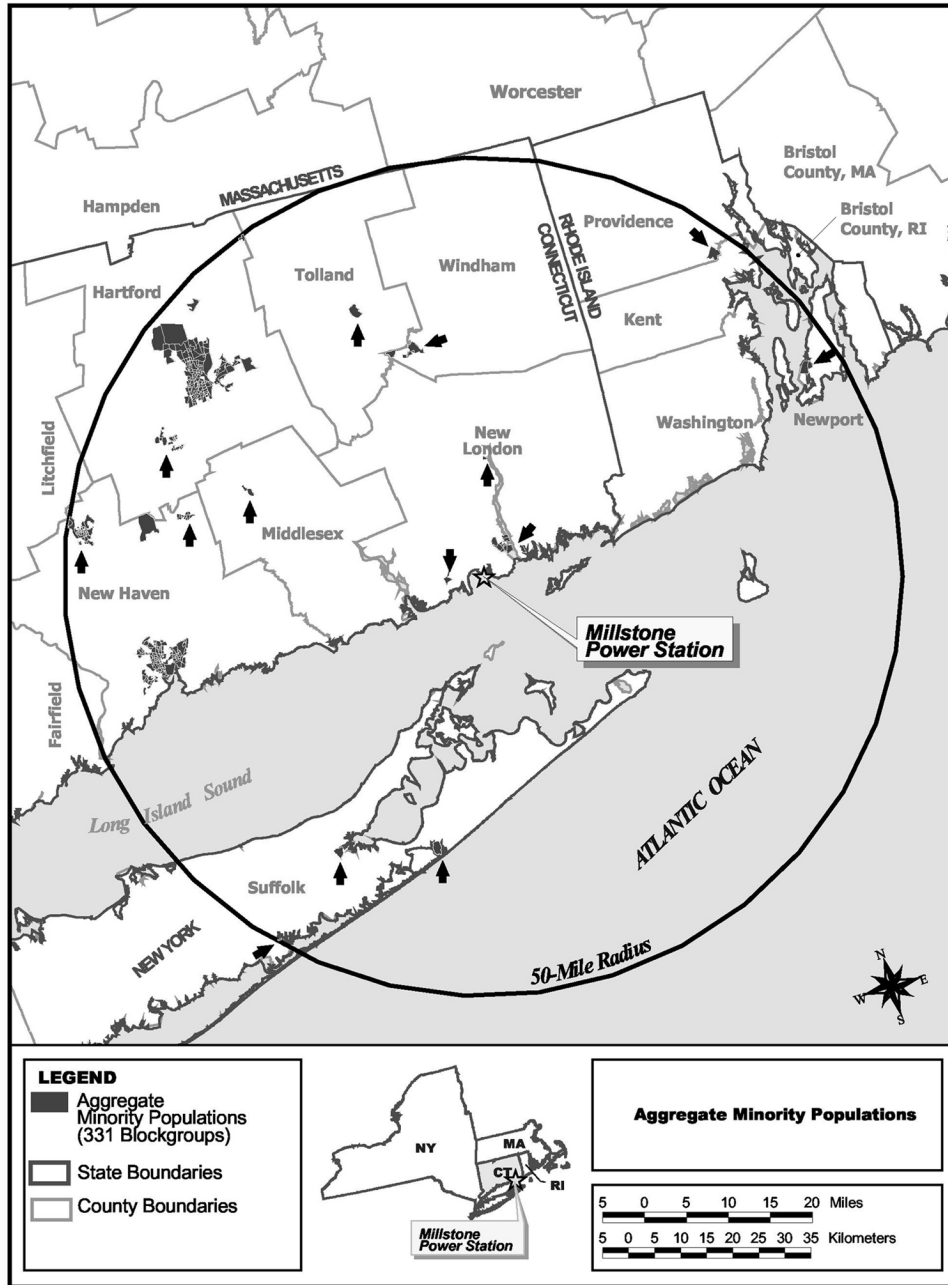 Worcester
Bristol
County, MA
Bristol
County, RI
MASSACHUSETTS
Hampden
RHODE ISLAND
CONNECTICUT
Providence
Tolland
Windham
Hartford
Kent
Litchfield
New
London
Washington
Newport
Middlesex
New Haven
Millstone
Power Station
Fairfield
Long Island Sound
ATLANTIC OCEAN
Suffolk
NEW YORK
50-Mile Radius
N
E
S
W
LEGEND
Aggregate
Minority Populations
(331 Blockgroups)
State Boundaries
County Boundaries
NY
MA
CT
RI
Millstone
Power Station
Aggregate Minority Populations
5 0 5 10 15 20 Miles
5 0 5 10 15 20 25 30 35 Kilometers